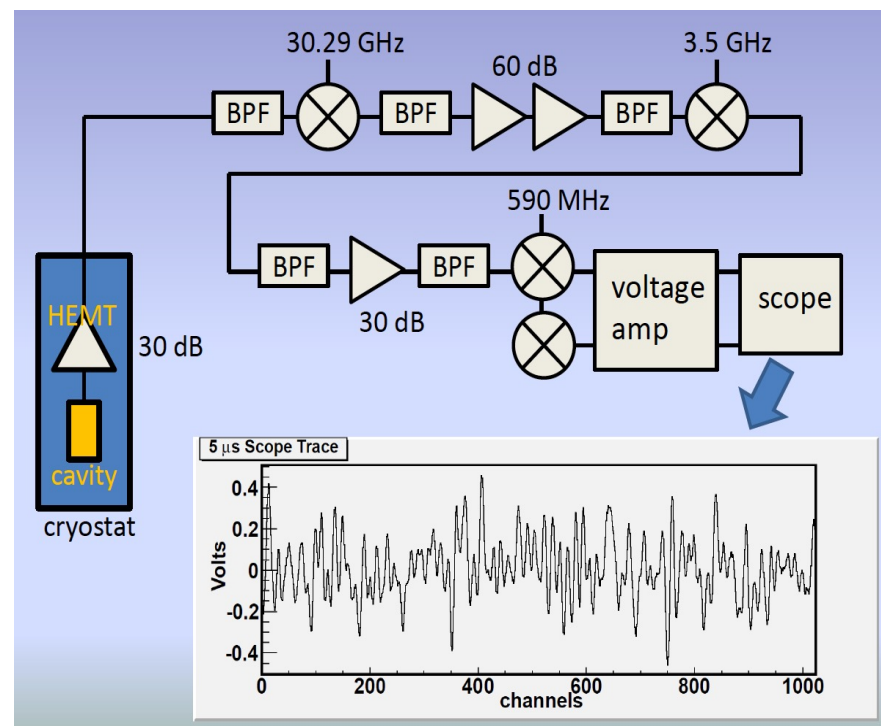 30.29 GHz
3.5 GHz
60 dB
BPF
BPF
BPF
590 MHz
BPF
BPF
30 dB
voltage
amp
scope
HEMT
30 dB
cavity
cryostat
5 μs Scope Trace
Volts
0.4
0.2
0
-0.2
-0.4
0
200
400
600
800
1000
channels